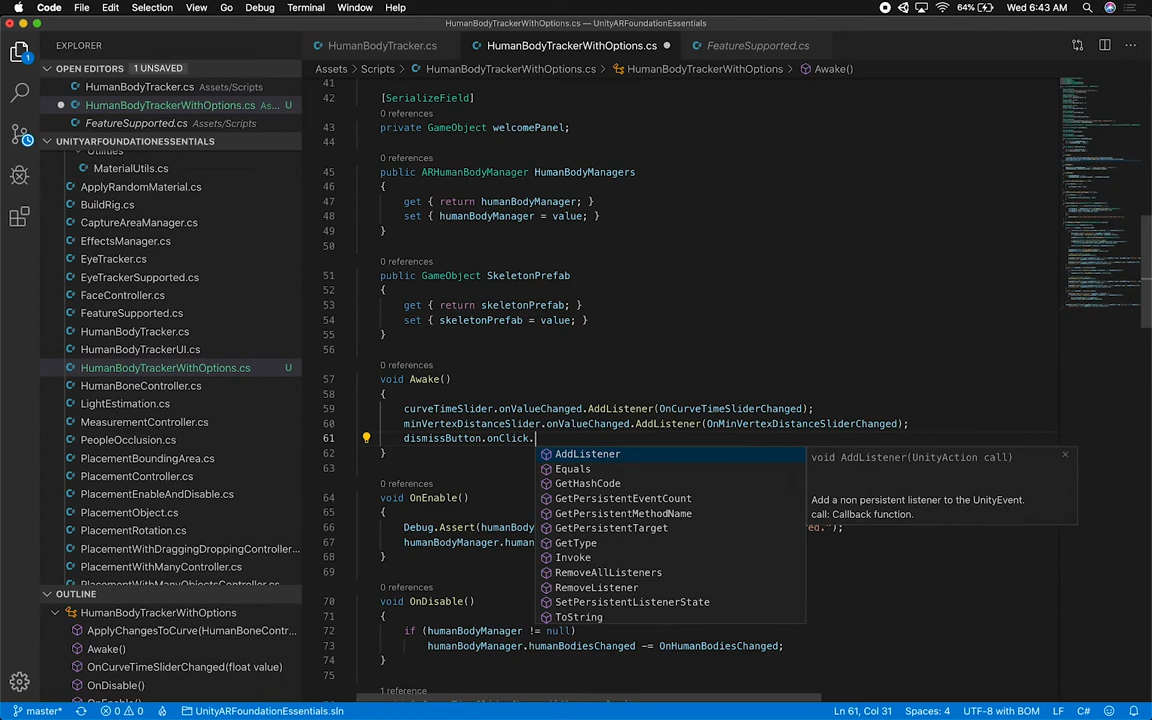 Code File Edit Selection View Go Debug Terminal Window Help 64% Wed 6:43 AM
HumanBodyTrackerWithOptions.cs — UnityARFoundationEssentials
EXPLORER
OPEN EDITORS 1 UNSAVED
HumanBodyTracker.cs Assets/Scripts
HumanBodyTrackerWithOptions.cs As... U
FeatureSupported.cs Assets/Scripts
UNITYARFOUNDATIONESSENTIALS
Utilities
MaterialUtils.cs
ApplyRandomMaterial.cs
BuildRig.cs
CaptureAreaManager.cs
EffectsManager.cs
EyeTracker.cs
EyeTrackerSupported.cs
FaceController.cs
FeatureSupported.cs
HumanBodyTracker.cs
HumanBodyTrackerUI.cs
HumanBodyTrackerWithOptions.cs U
HumanBoneController.cs
LightEstimation.cs
MeasurementController.cs
PeopleOcclusion.cs
PlacementBoundingArea.cs
PlacementEnableAndDisable.cs
PlacementObject.cs
PlacementRotation.cs
PlacementWithDraggingDroppingController...
PlacementWithManyController.cs
PlacementWithManyObjectsController.cs
OUTLINE
HumanBodyTrackerWithOptions
ApplyChangesToCurve(HumanBoneContr...
Awake()
OnCurveTimeSliderChanged(float value)
OnDisable()
HumanBodyTracker.cs HumanBodyTrackerWithOptions.cs FeatureSupported.cs
Assets > Scripts > HumanBodyTrackerWithOptions.cs > HumanBodyTrackerWithOptions > Awake()
41
42 [SerializeField]
0 references
43 private GameObject welcomePanel;
44
0 references
45 public ARHumanBodyManager HumanBodyManagers
46 {
47 get { return humanBodyManager; }
48 set { humanBodyManager = value; }
49 }
50
0 references
51 public GameObject SkeletonPrefab
52 {
53 get { return skeletonPrefab; }
54 set { skeletonPrefab = value; }
55 }
56
0 references
57 void Awake()
58 {
59 curveTimeSlider.onValueChanged.AddListener(OnCurveTimeSliderChanged);
60 minVertexDistanceSlider.onValueChanged.AddListener(OnMinVertexDistanceSliderChanged);
61 dismissButton.onClick.
62 }
63
0 references
64 void OnEnable()
65 {
66 Debug.Assert(humanBody ed.");
67 humanBodyManager.human
68 }
69
0 references
70 void OnDisable()
71 {
72 if (humanBodyManager != null)
73 humanBodyManager.humanBodiesChanged -= OnHumanBodiesChanged;
74 }
75
1 reference
AddListener
Equals
GetHashCode
GetPersistentEventCount
GetPersistentMethodName
GetPersistentTarget
GetType
Invoke
RemoveAllListeners
RemoveListener
SetPersistentListenerState
ToString
void AddListener(UnityAction call)
Add a non persistent listener to the UnityEvent.
call: Callback function.
master* 0 0 UnityARFoundationEssentials.sln Ln 61, Col 31 Spaces: 4 UTF-8 with BOM LF C#